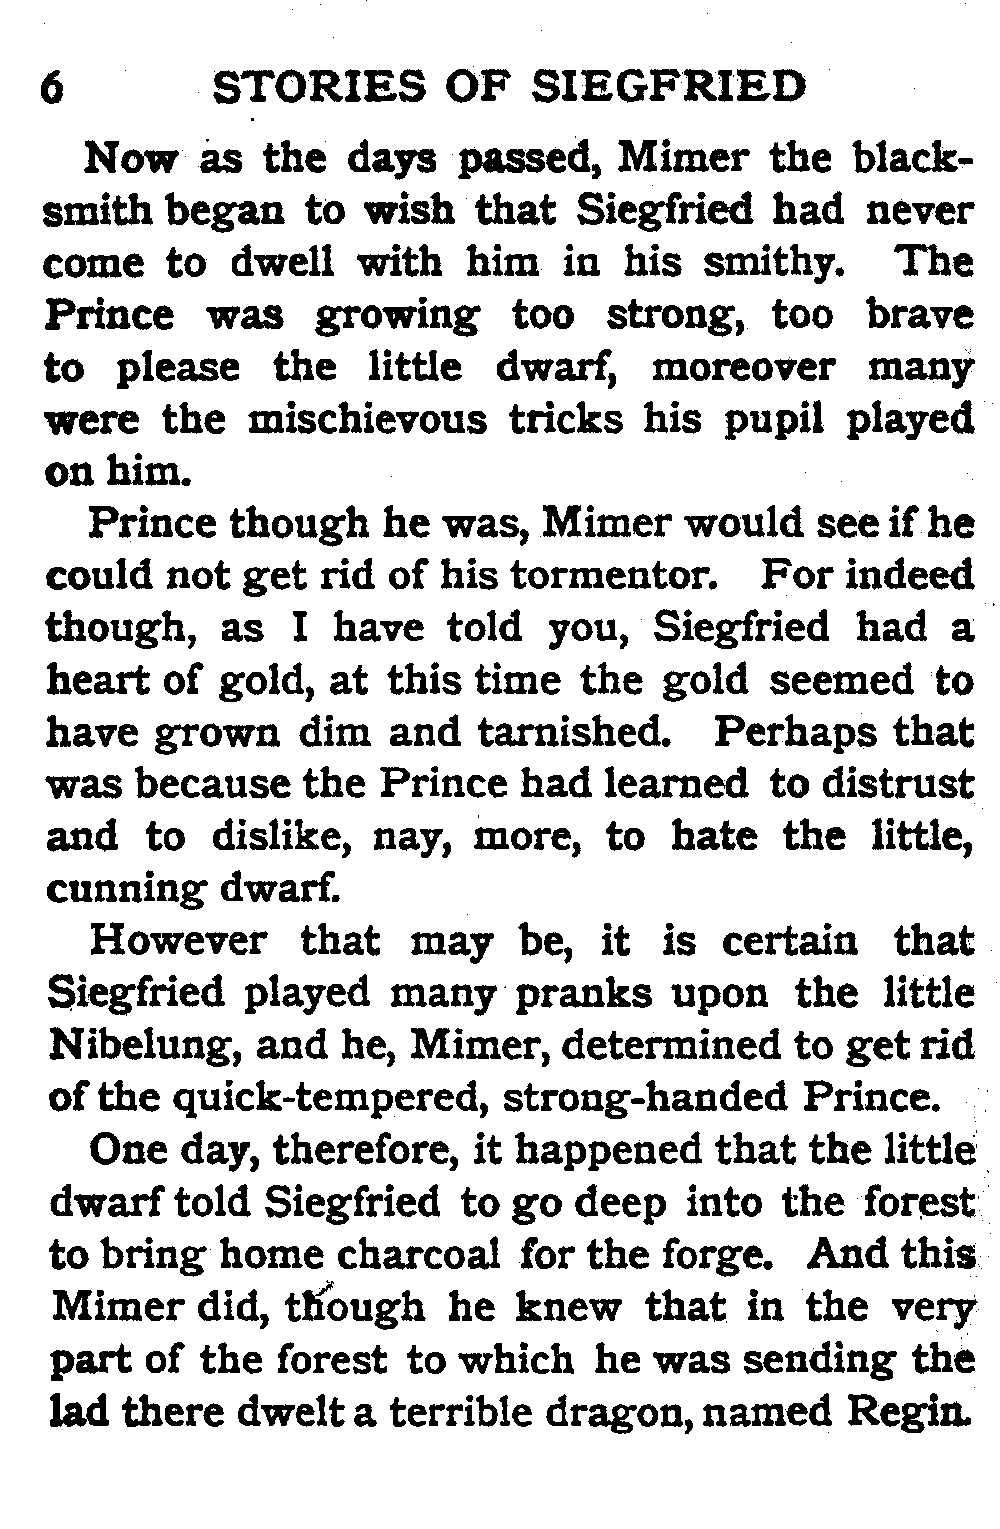 6 STORIES OF SIEGFRIED
Now as the days passed, Mimer the black-
smith began to wish that Siegfried had never
come to dwell with him in his smithy. The
Prince was growing too strong, too brave
to please the little dwarf, moreover many
were the mischievous tricks his pupil played
on him.
Prince though he was, Mimer would see if he
could not get rid of his tormentor. For indeed
though, as I have told you, Siegfried had a
heart of gold, at this time the gold seemed to
have grown dim and tarnished. Perhaps that
was because the Prince had learned to distrust
and to dislike, nay, more, to hate the little,
cunning dwarf.
However that may be, it is certain that
Siegfried played many pranks upon the little
Nibelung, and he, Mimer, determined to get rid
of the quick-tempered, strong-handed Prince.
One day, therefore, it happened that the little
dwarf told Siegfried to go deep into the forest
to bring home charcoal for the forge. And this
Mimer did, though he knew that in the very
part of the forest to which he was sending the
lad there dwelt a terrible dragon, named Regin.